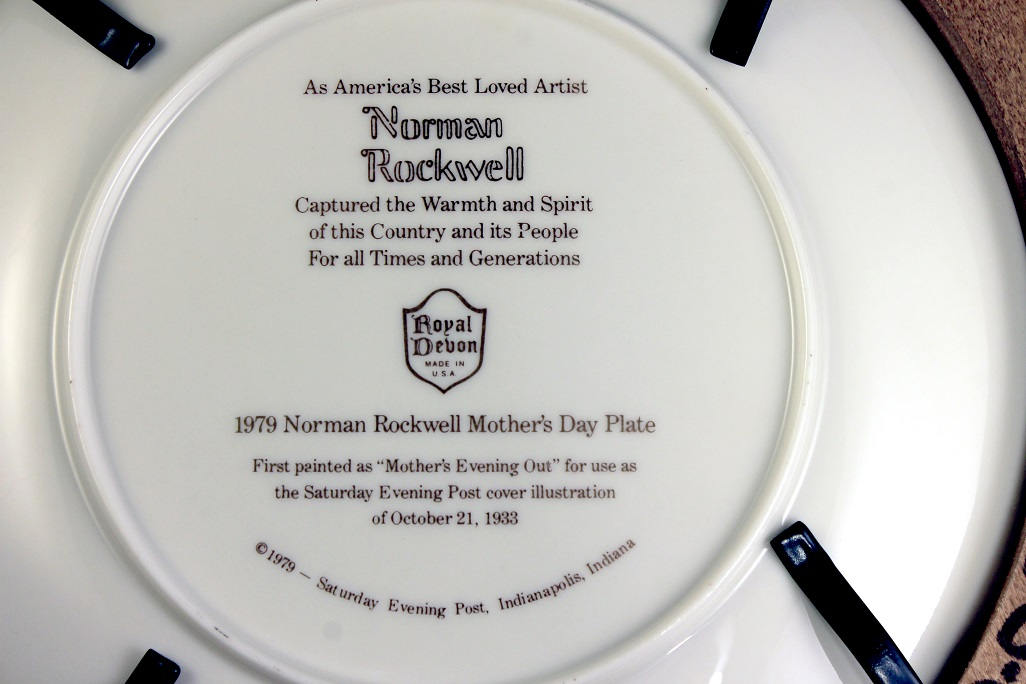 As America's Best Loved Artist
Norman
Rockwell
Captured the Warmth and Spirit
of this Country and its People
For all Times and Generations
Royal
Devon
MADE IN
U.S.A.
1979 Norman Rockwell Mother's Day Plate
First painted as “Mother's Evening Out” for use as
the Saturday Evening Post cover illustration
of October 21, 1933
©1979 — Saturday Evening Post, Indianapolis, Indiana